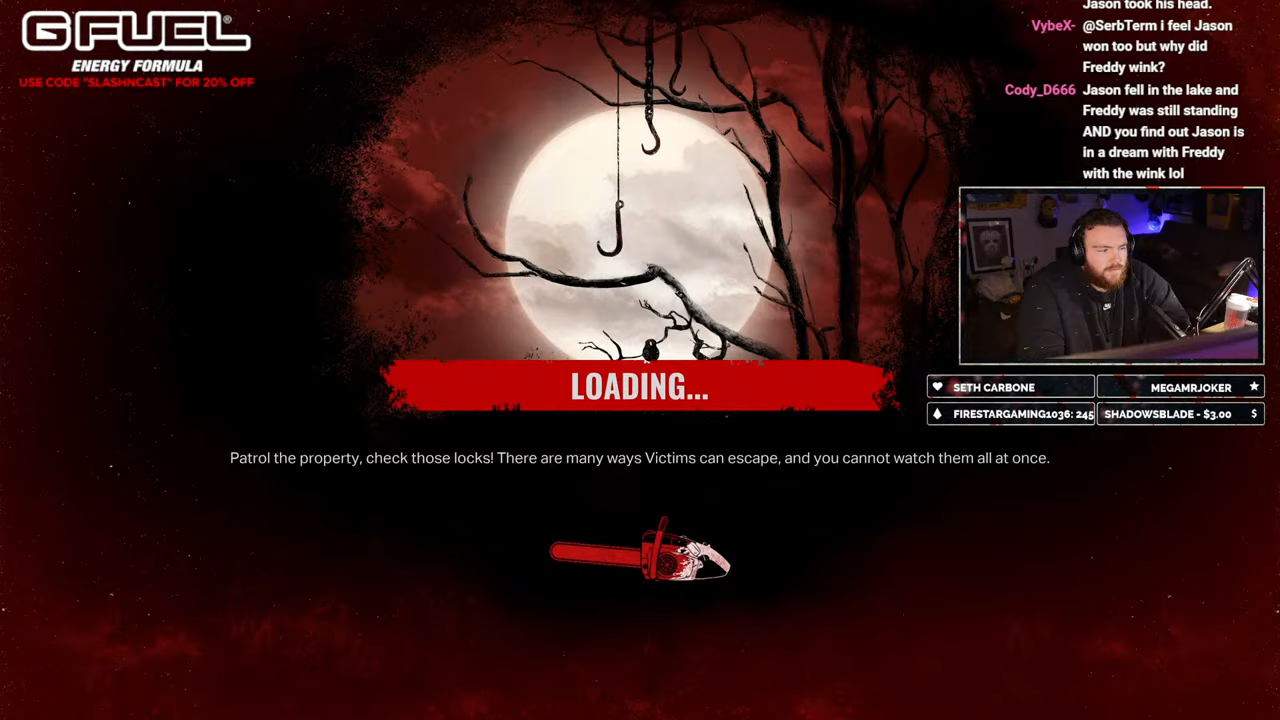 GFUEL®
ENERGY FORMULA
USE CODE "SLASHNCAST" FOR 20% OFF
Jason took his head.
VybeX- @SerbTerm i feel Jason
won too but why did
Freddy wink?
Cody_D666 Jason fell in the lake and
Freddy was still standing
AND you find out Jason is
in a dream with Freddy
with the wink lol
SETH CARBONE
MEGAMRJOKER
FIRESTARGAMING1036: 245
SHADOWSBLADE - $3.00 $
LOADING...
Patrol the property, check those locks! There are many ways Victims can escape, and you cannot watch them all at once.